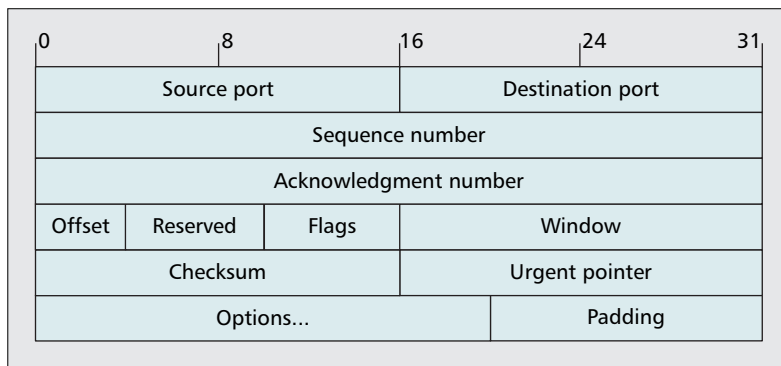 0 8 16 24 31
Source port Destination port
Sequence number
Acknowledgment number
Offset Reserved Flags Window
Checksum Urgent pointer
Options... Padding